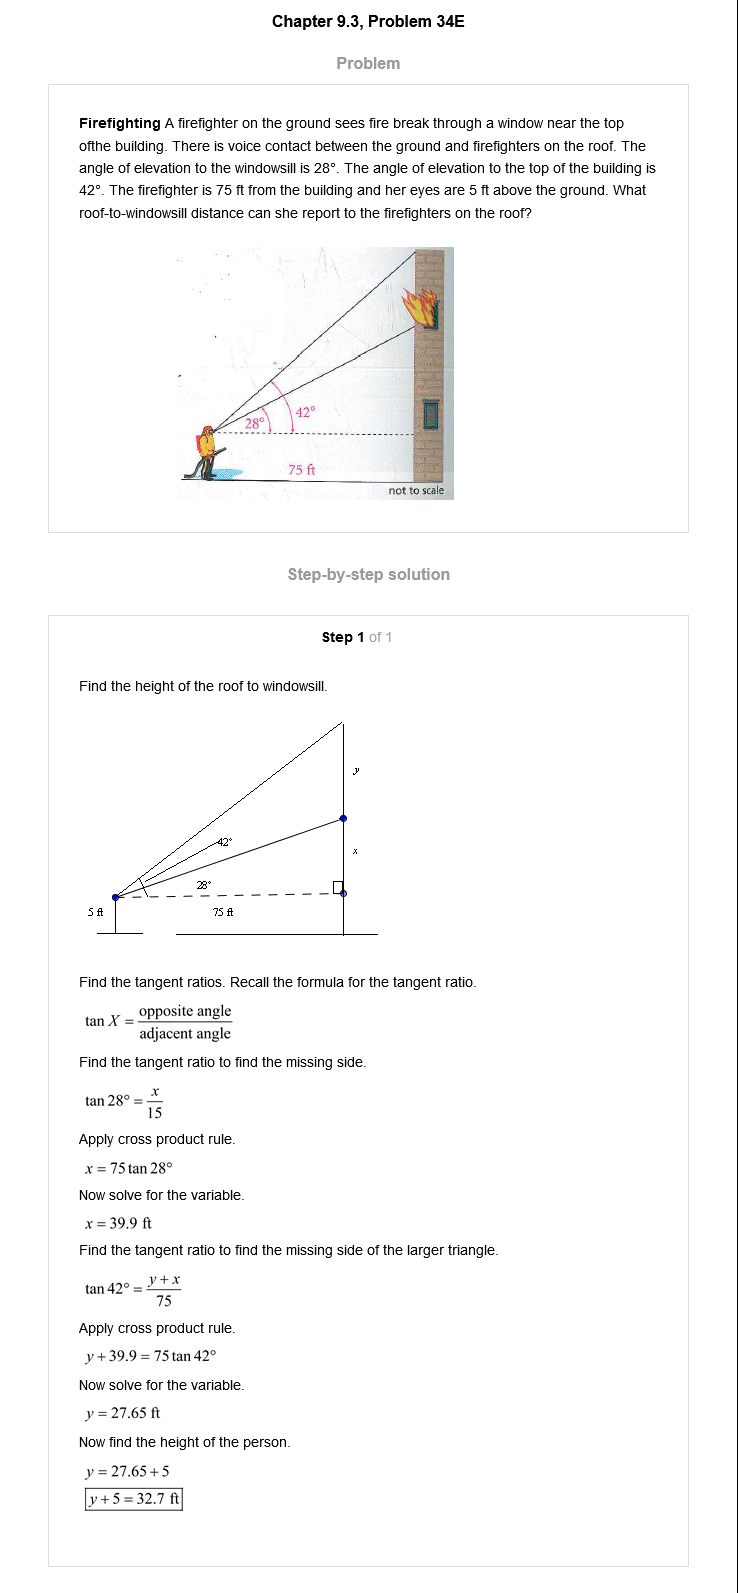 Chapter 9.3, Problem 34E
Problem
Firefighting A firefighter on the ground sees fire break through a window near the top
ofthe building. There is voice contact between the ground and firefighters on the roof. The
angle of elevation to the windowsill is 28°. The angle of elevation to the top of the building is
42°. The firefighter is 75 ft from the building and her eyes are 5 ft above the ground. What
roof-to-windowsill distance can she report to the firefighters on the roof?
42°
28°
75 ft
not to scale
Step-by-step solution
Step 1 of 1
Find the height of the roof to windowsill.
y
42°
x
28°
5 ft
75 ft
Find the tangent ratios. Recall the formula for the tangent ratio.
tan X = opposite angle / adjacent angle
Find the tangent ratio to find the missing side.
tan 28° = x / 15
Apply cross product rule.
x = 75 tan 28°
Now solve for the variable.
x = 39.9 ft
Find the tangent ratio to find the missing side of the larger triangle.
tan 42° = y + x / 75
Apply cross product rule.
y + 39.9 = 75 tan 42°
Now solve for the variable.
y = 27.65 ft
Now find the height of the person.
y = 27.65 + 5
y + 5 = 32.7 ft